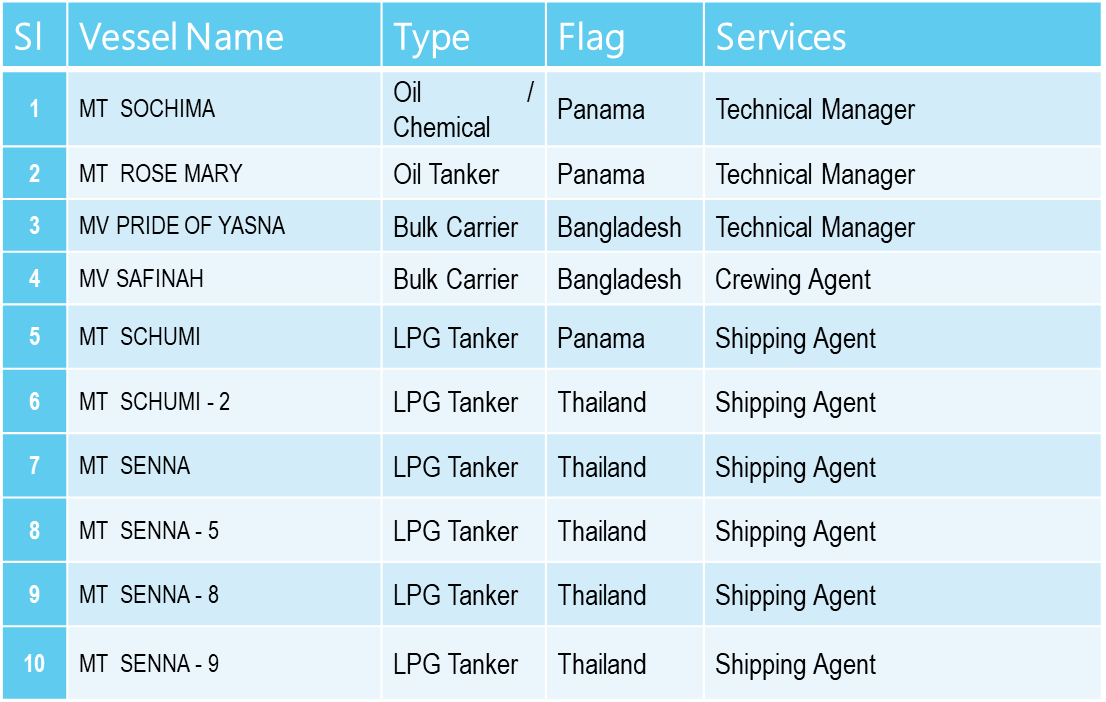 Sl Vessel Name Type Flag Services
1 MT SOCHIMA Oil / Chemical Panama Technical Manager
2 MT ROSE MARY Oil Tanker Panama Technical Manager
3 MV PRIDE OF YASNA Bulk Carrier Bangladesh Technical Manager
4 MV SAFINAH Bulk Carrier Bangladesh Crewing Agent
5 MT SCHUMI LPG Tanker Panama Shipping Agent
6 MT SCHUMI - 2 LPG Tanker Thailand Shipping Agent
7 MT SENNA LPG Tanker Thailand Shipping Agent
8 MT SENNA - 5 LPG Tanker Thailand Shipping Agent
9 MT SENNA - 8 LPG Tanker Thailand Shipping Agent
10 MT SENNA - 9 LPG Tanker Thailand Shipping Agent